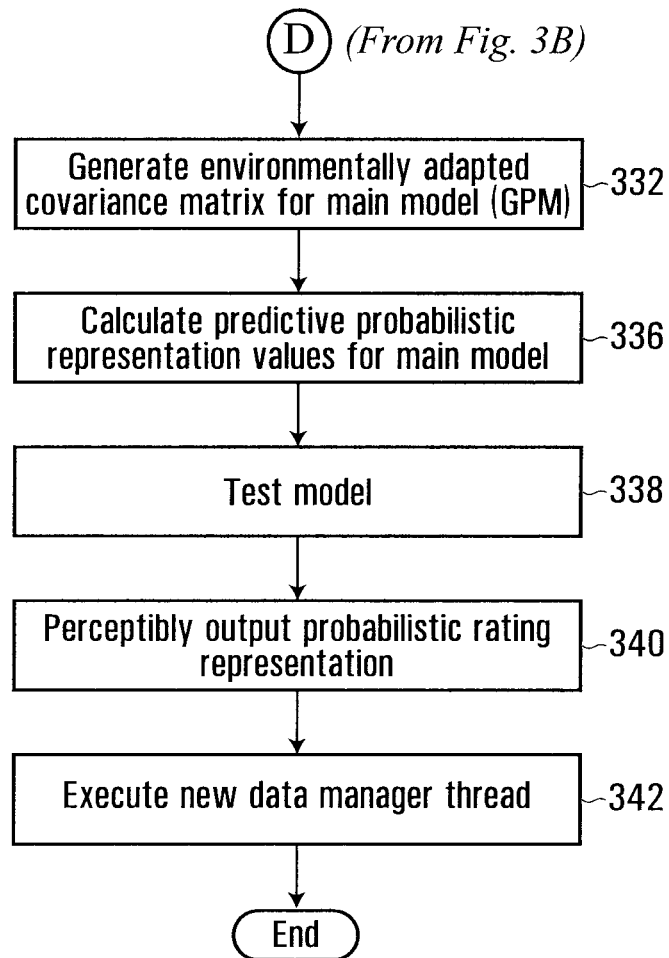 D (From Fig. 3B)
Generate environmentally adapted
covariance matrix for main model (GPM)
332
Calculate predictive probabilistic
representation values for main model
336
Test model
338
Perceptibly output probabilistic rating
representation
340
Execute new data manager thread
342
End